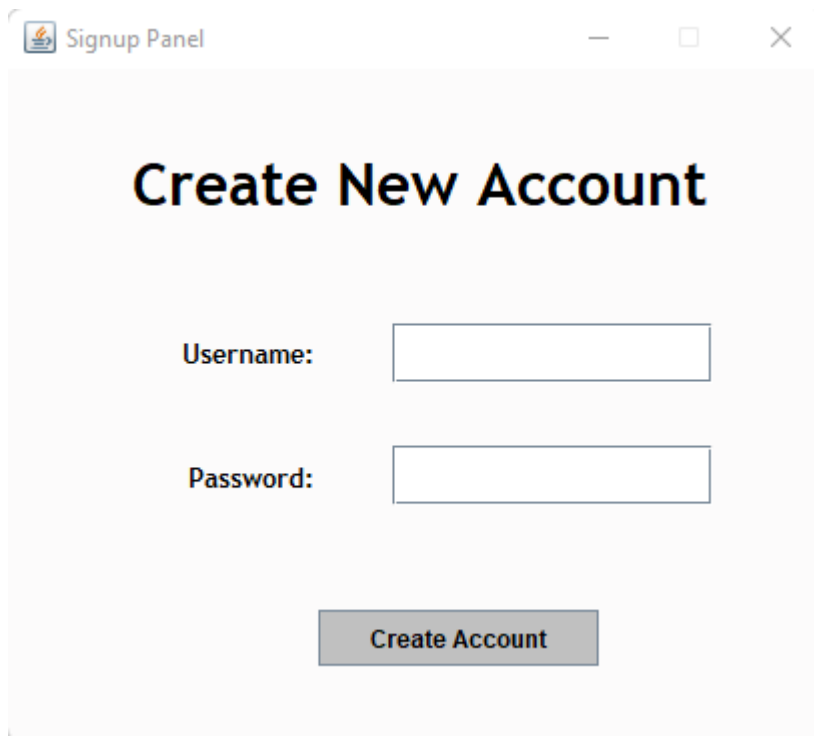 Signup Panel
Create New Account
Username:
Password:
Create Account